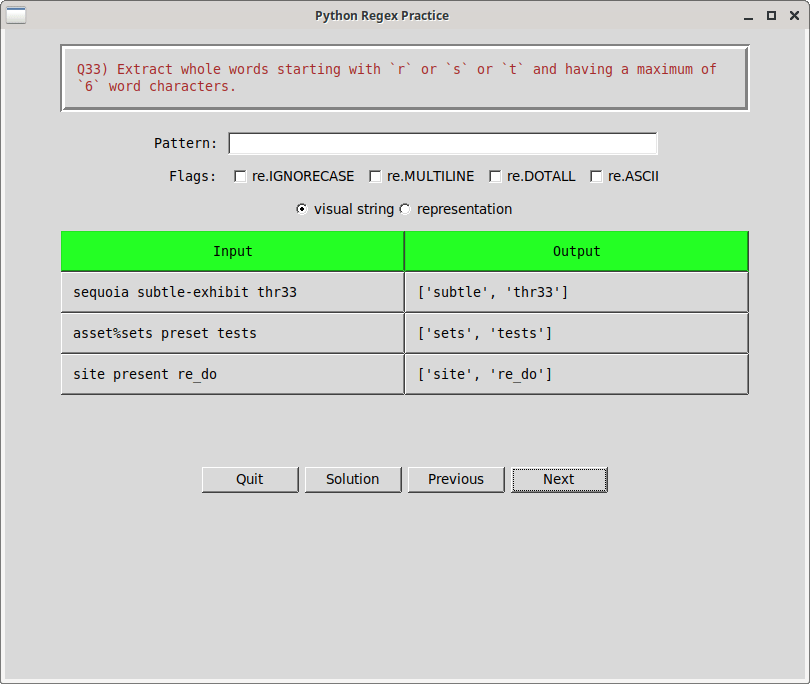 Python Regex Practice
Q33) Extract whole words starting with `r` or `s` or `t` and having a maximum of
`6` word characters.
Pattern:
Flags: re.IGNORECASE re.MULTILINE re.DOTALL re.ASCII
visual string representation
Input Output
sequoia subtle-exhibit thr33 ['subtle', 'thr33']
asset%sets preset tests ['sets', 'tests']
site present re_do ['site', 're_do']
Quit Solution Previous Next